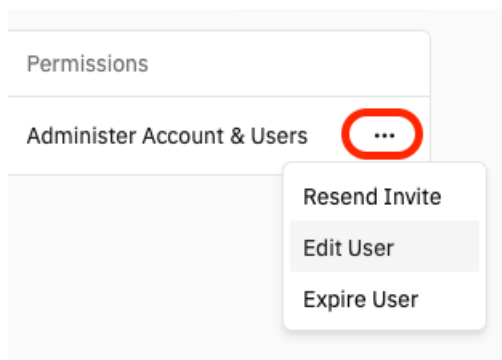 Permissions
Administer Account & Users ···
Resend Invite
Edit User
Expire User